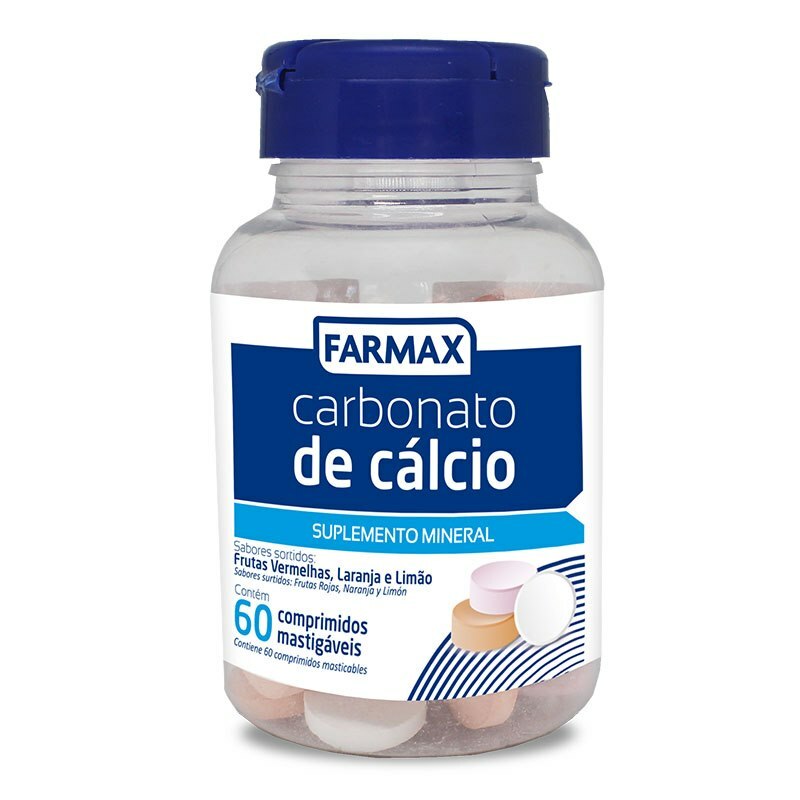 FARMAX
carbonato
de cálcio
SUPLEMENTO MINERAL
Sabores sortidos:
Frutas Vermelhas, Laranja e Limão
Sabores surtidos: Frutas Rojas, Naranja y Limón
Contém
60 comprimidos
mastigáveis
Contiene 60 comprimidos masticables